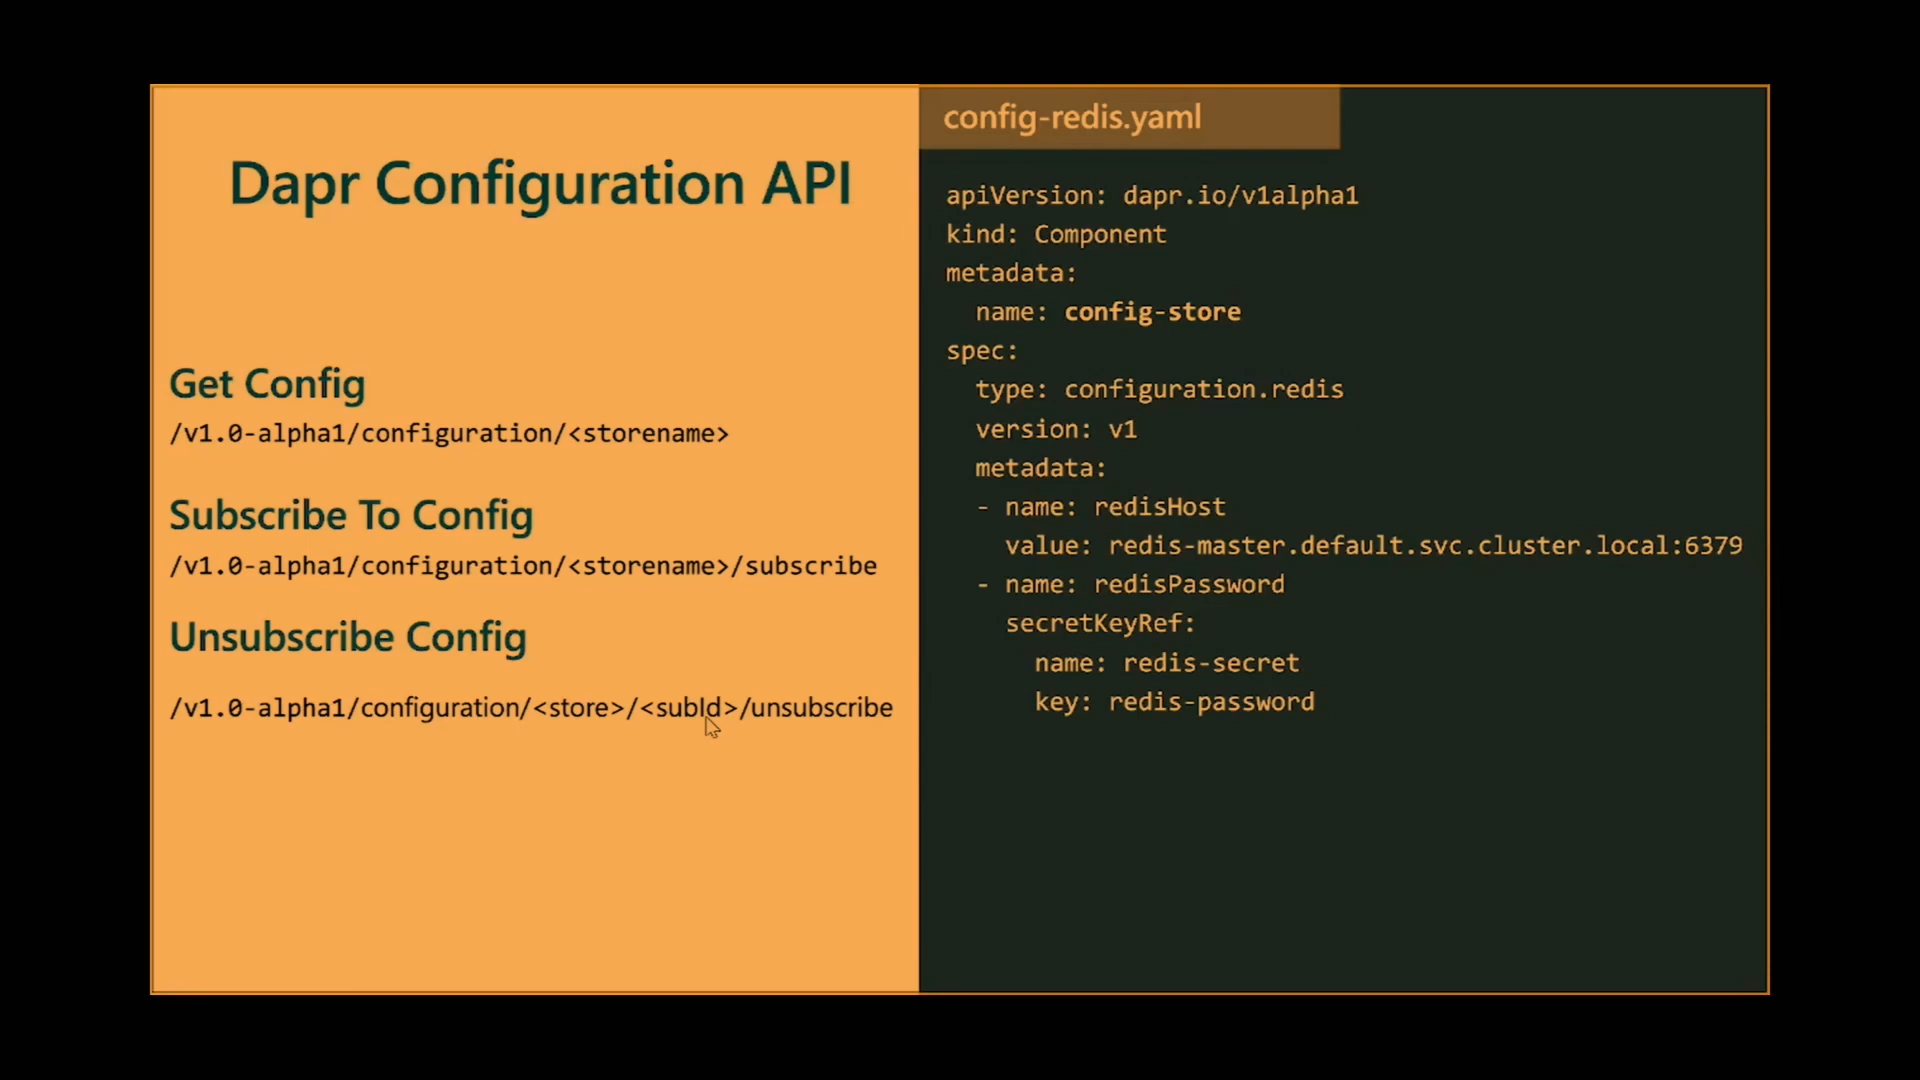 Dapr Configuration API
Get Config
/v1.0-alpha1/configuration/<storename>
Subscribe To Config
/v1.0-alpha1/configuration/<storename>/subscribe
Unsubscribe Config
/v1.0-alpha1/configuration/<store>/<subId>/unsubscribe
config-redis.yaml
apiVersion: dapr.io/v1alpha1
kind: Component
metadata:
  name: config-store
spec:
  type: configuration.redis
  version: v1
  metadata:
  - name: redisHost
    value: redis-master.default.svc.cluster.local:6379
  - name: redisPassword
    secretKeyRef:
      name: redis-secret
      key: redis-password